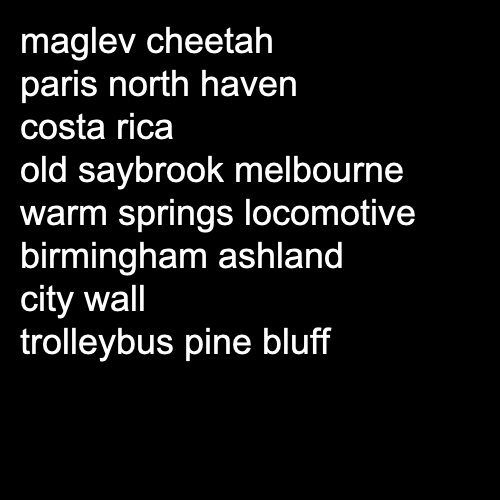 maglev cheetah
paris north haven
costa rica
old saybrook melbourne
warm springs locomotive
birmingham ashland
city wall
trolleybus pine bluff